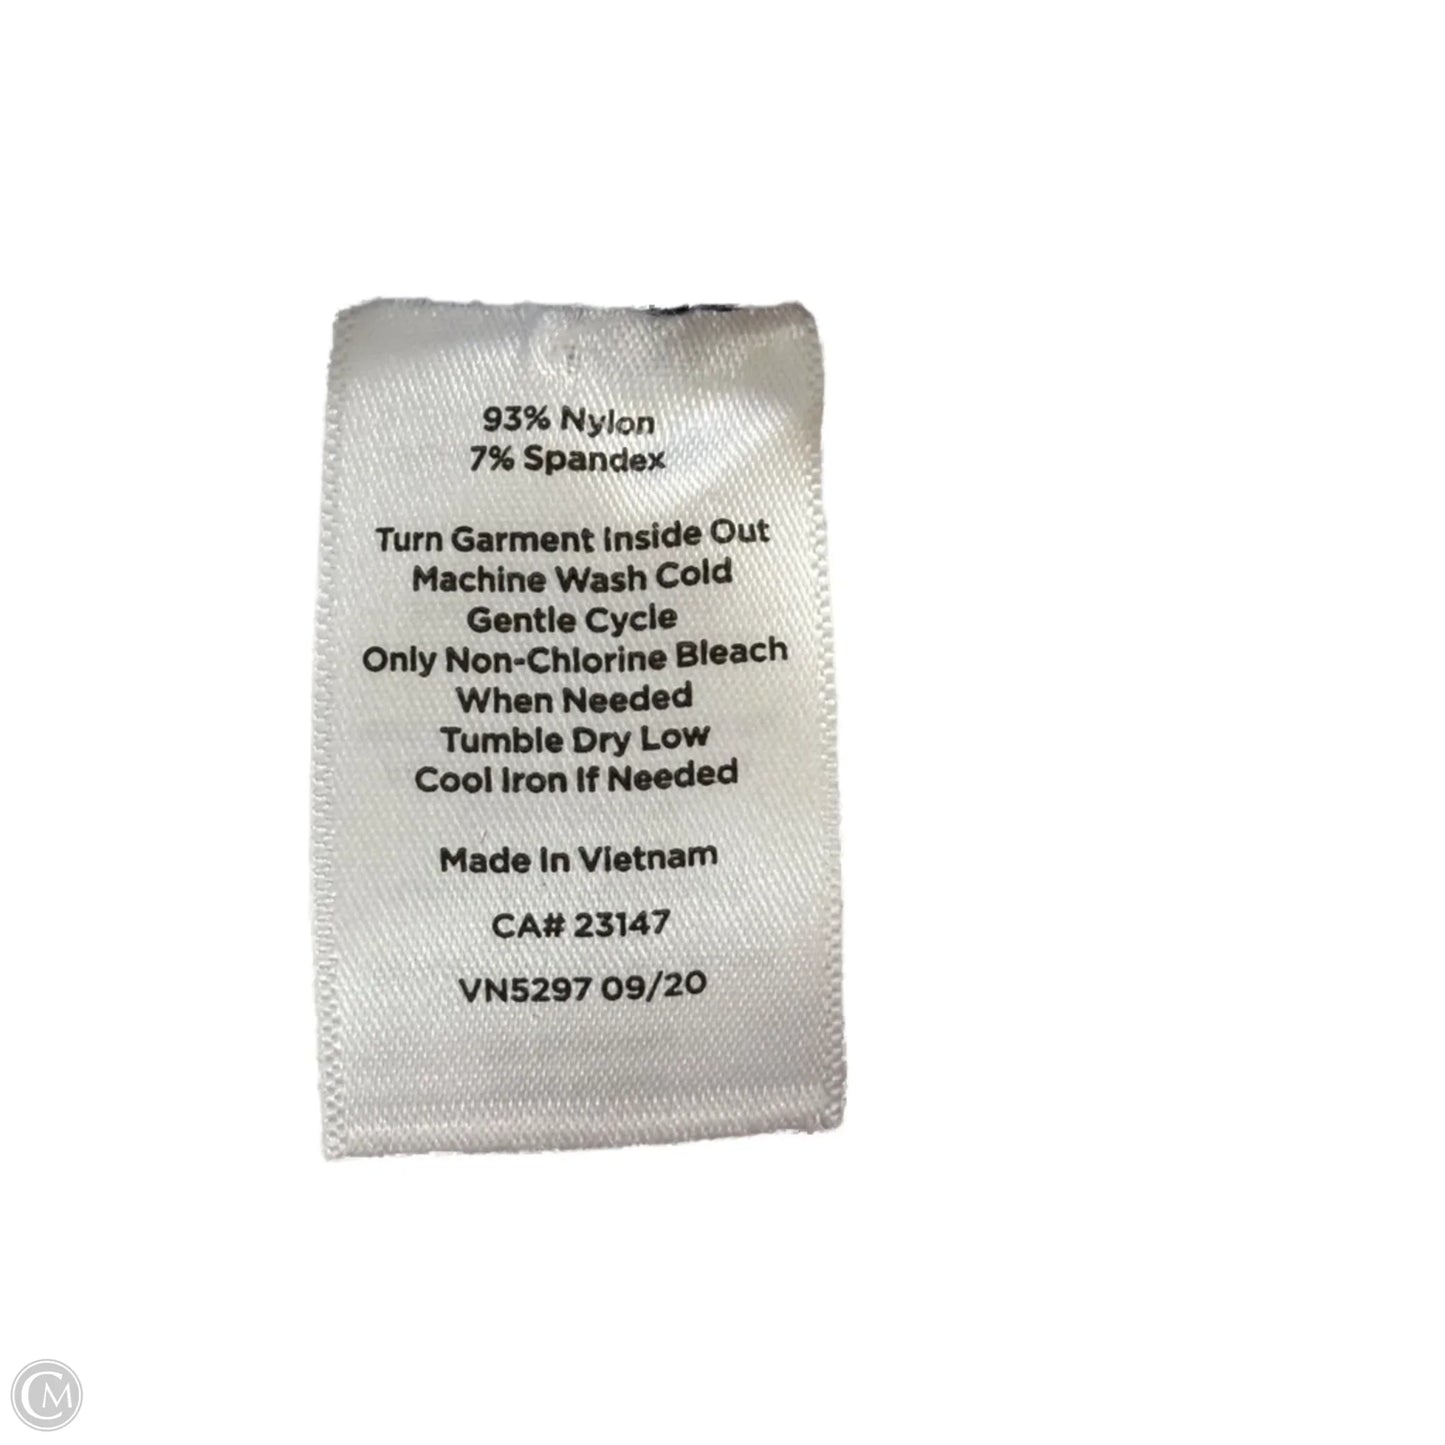 93% Nylon
7% Spandex
Turn Garment Inside Out
Machine Wash Cold
Gentle Cycle
Only Non-Chlorine Bleach
When Needed
Tumble Dry Low
Cool Iron If Needed
Made In Vietnam
CA# 23147
VN5297 09/20
CM